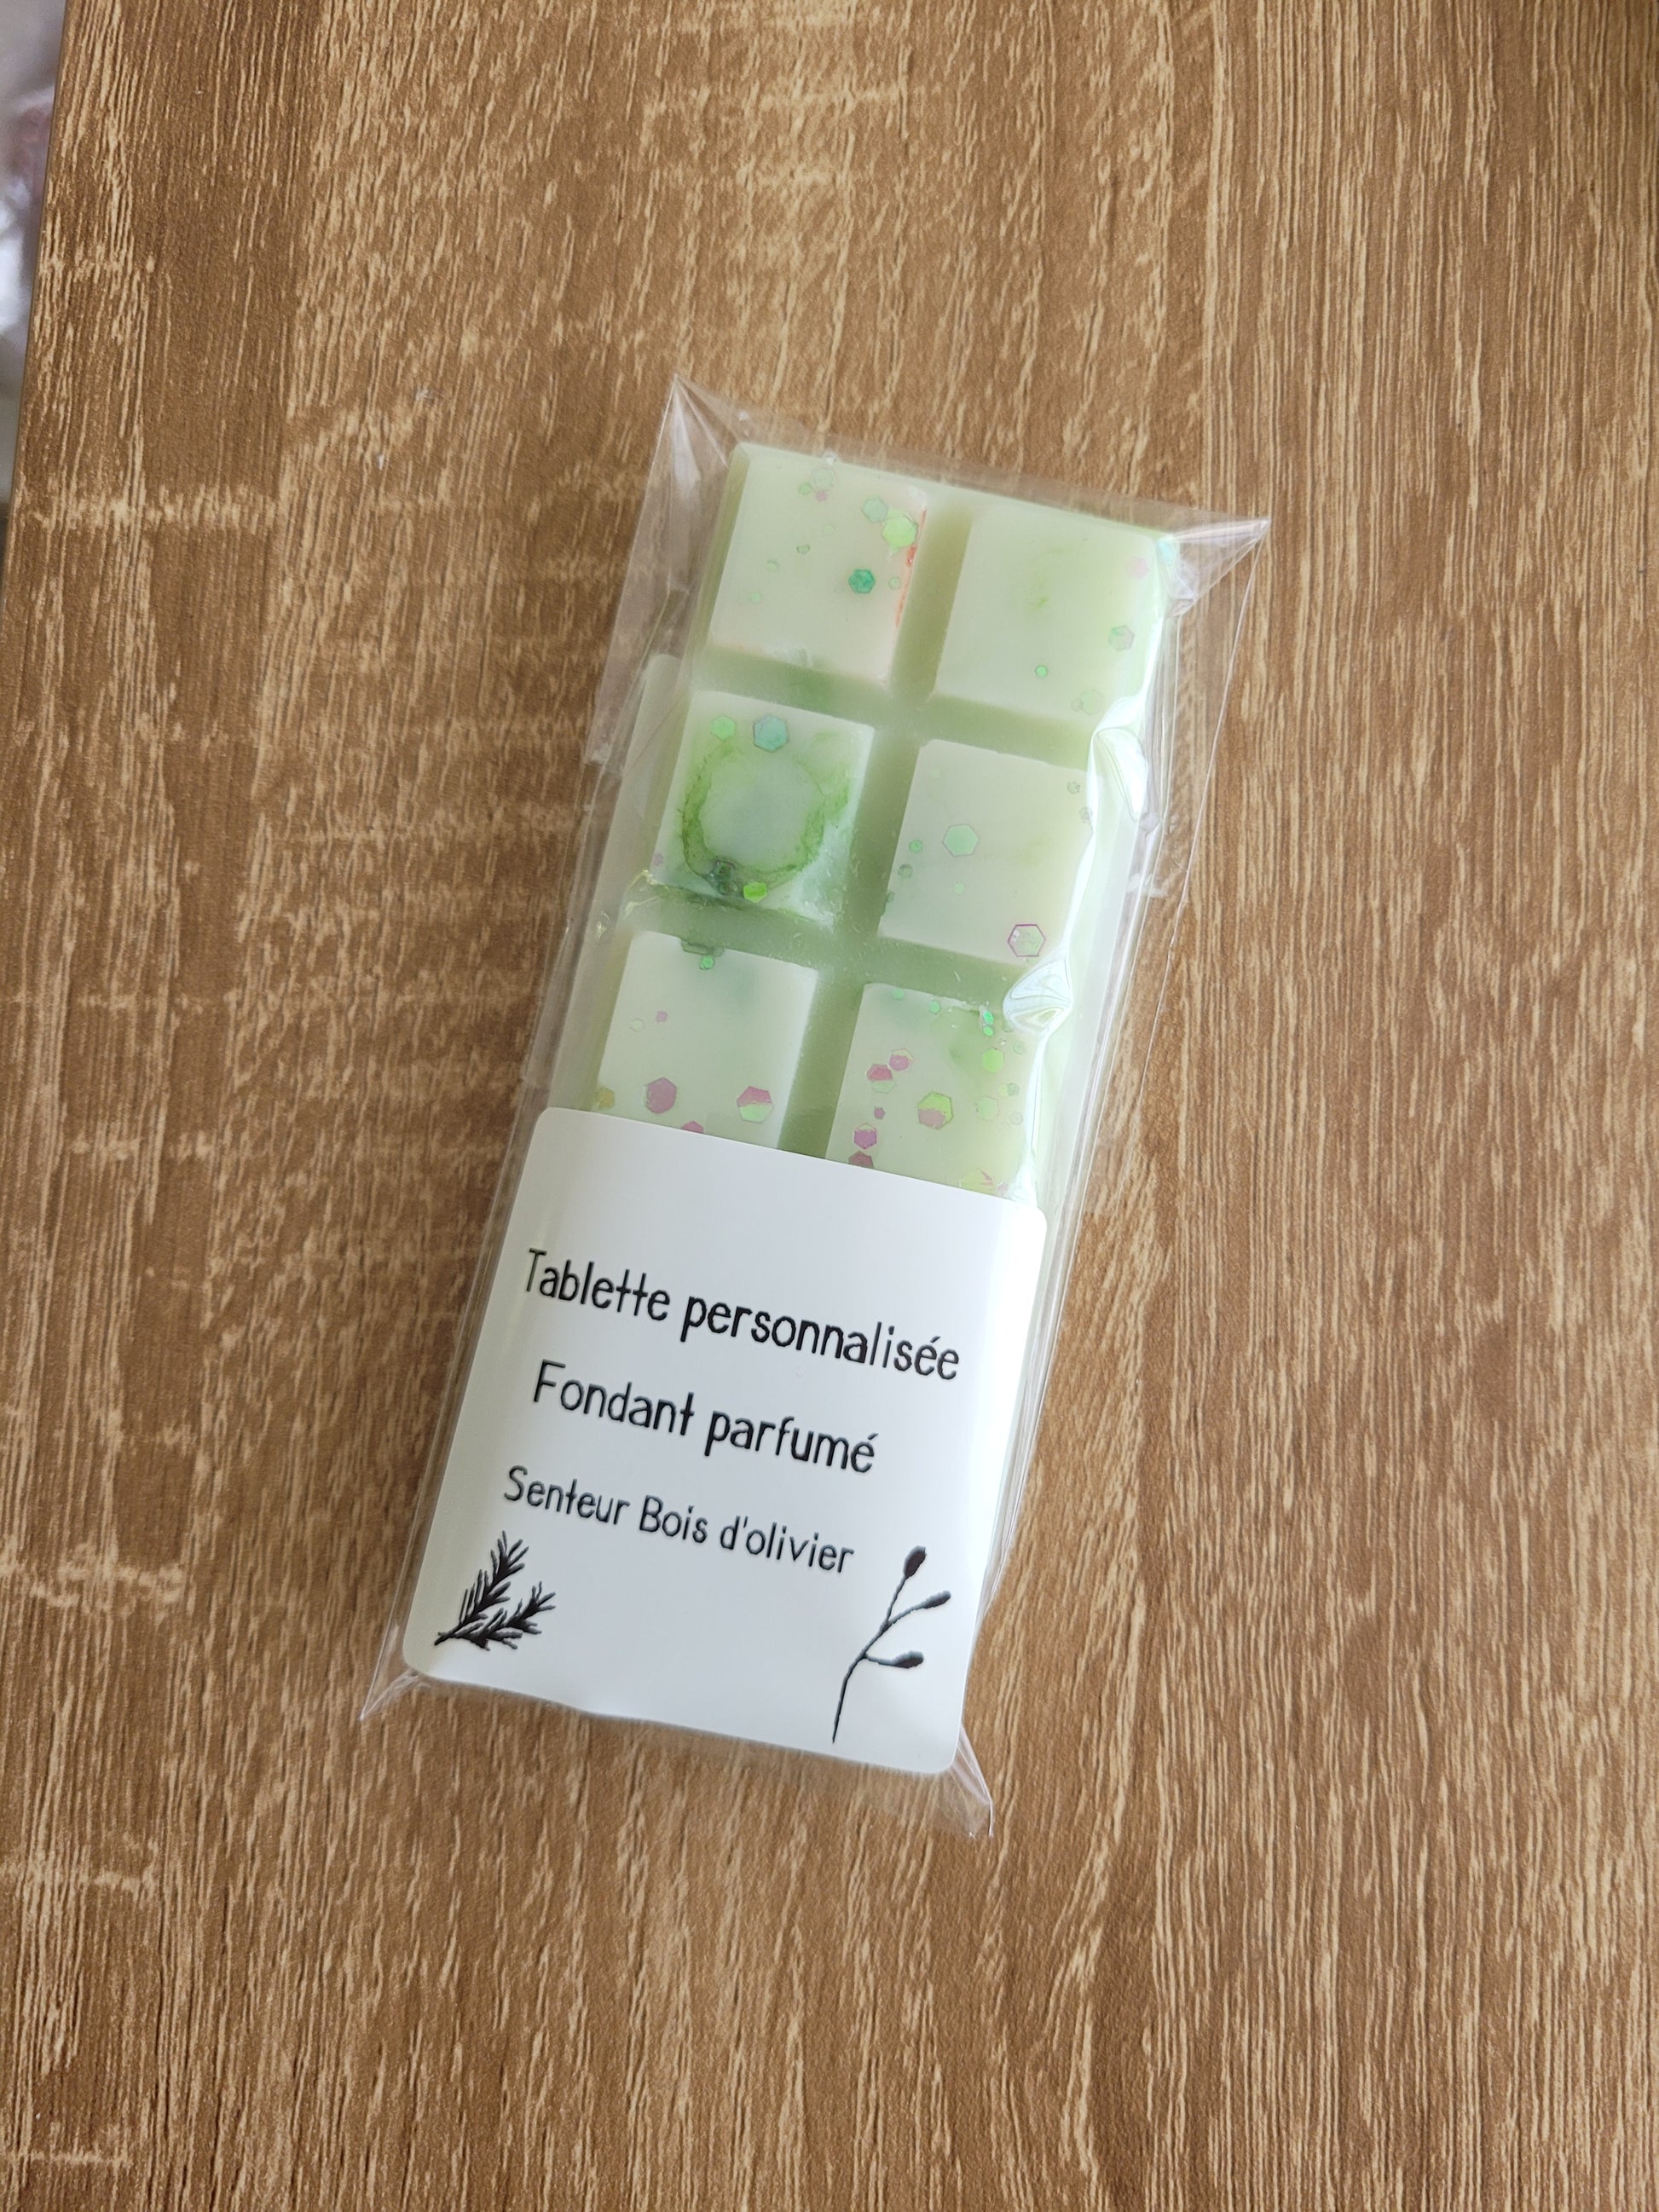 Tablette personnalisée
Fondant parfumé
Senteur Bois d'olivier